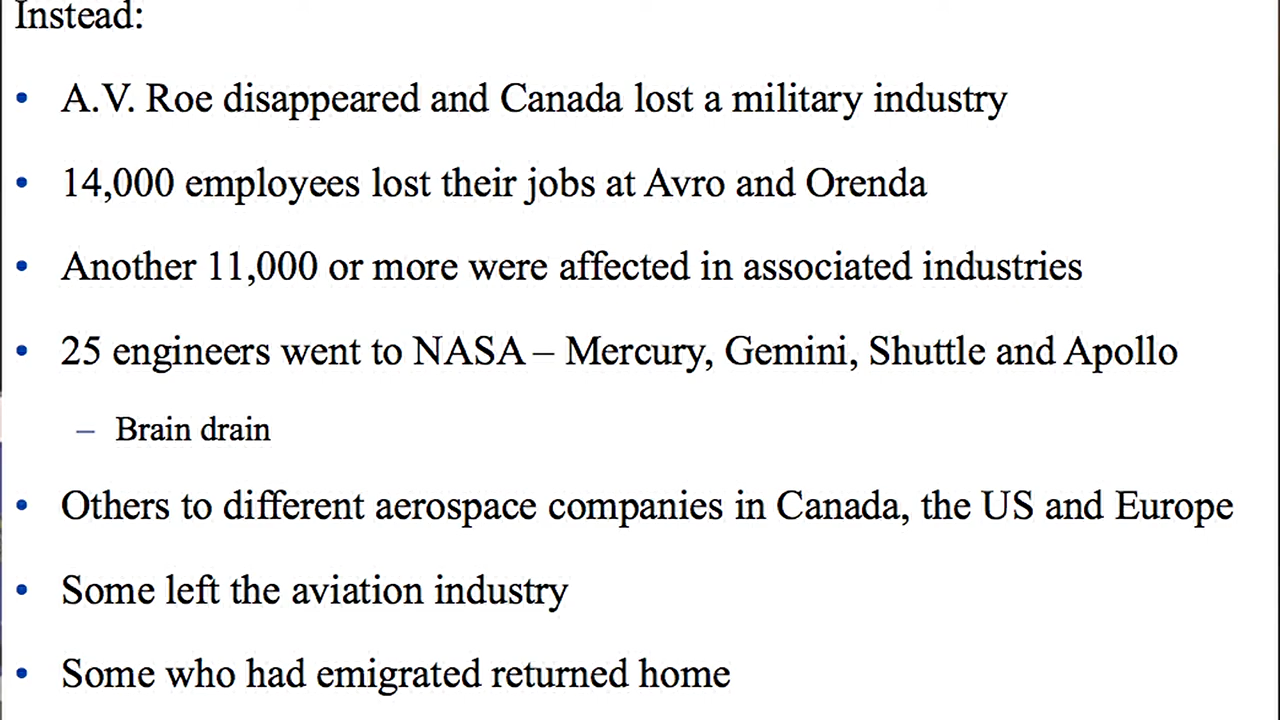 Instead:
• A.V. Roe disappeared and Canada lost a military industry
• 14,000 employees lost their jobs at Avro and Orenda
• Another 11,000 or more were affected in associated industries
• 25 engineers went to NASA – Mercury, Gemini, Shuttle and Apollo
– Brain drain
• Others to different aerospace companies in Canada, the US and Europe
• Some left the aviation industry
• Some who had emigrated returned home